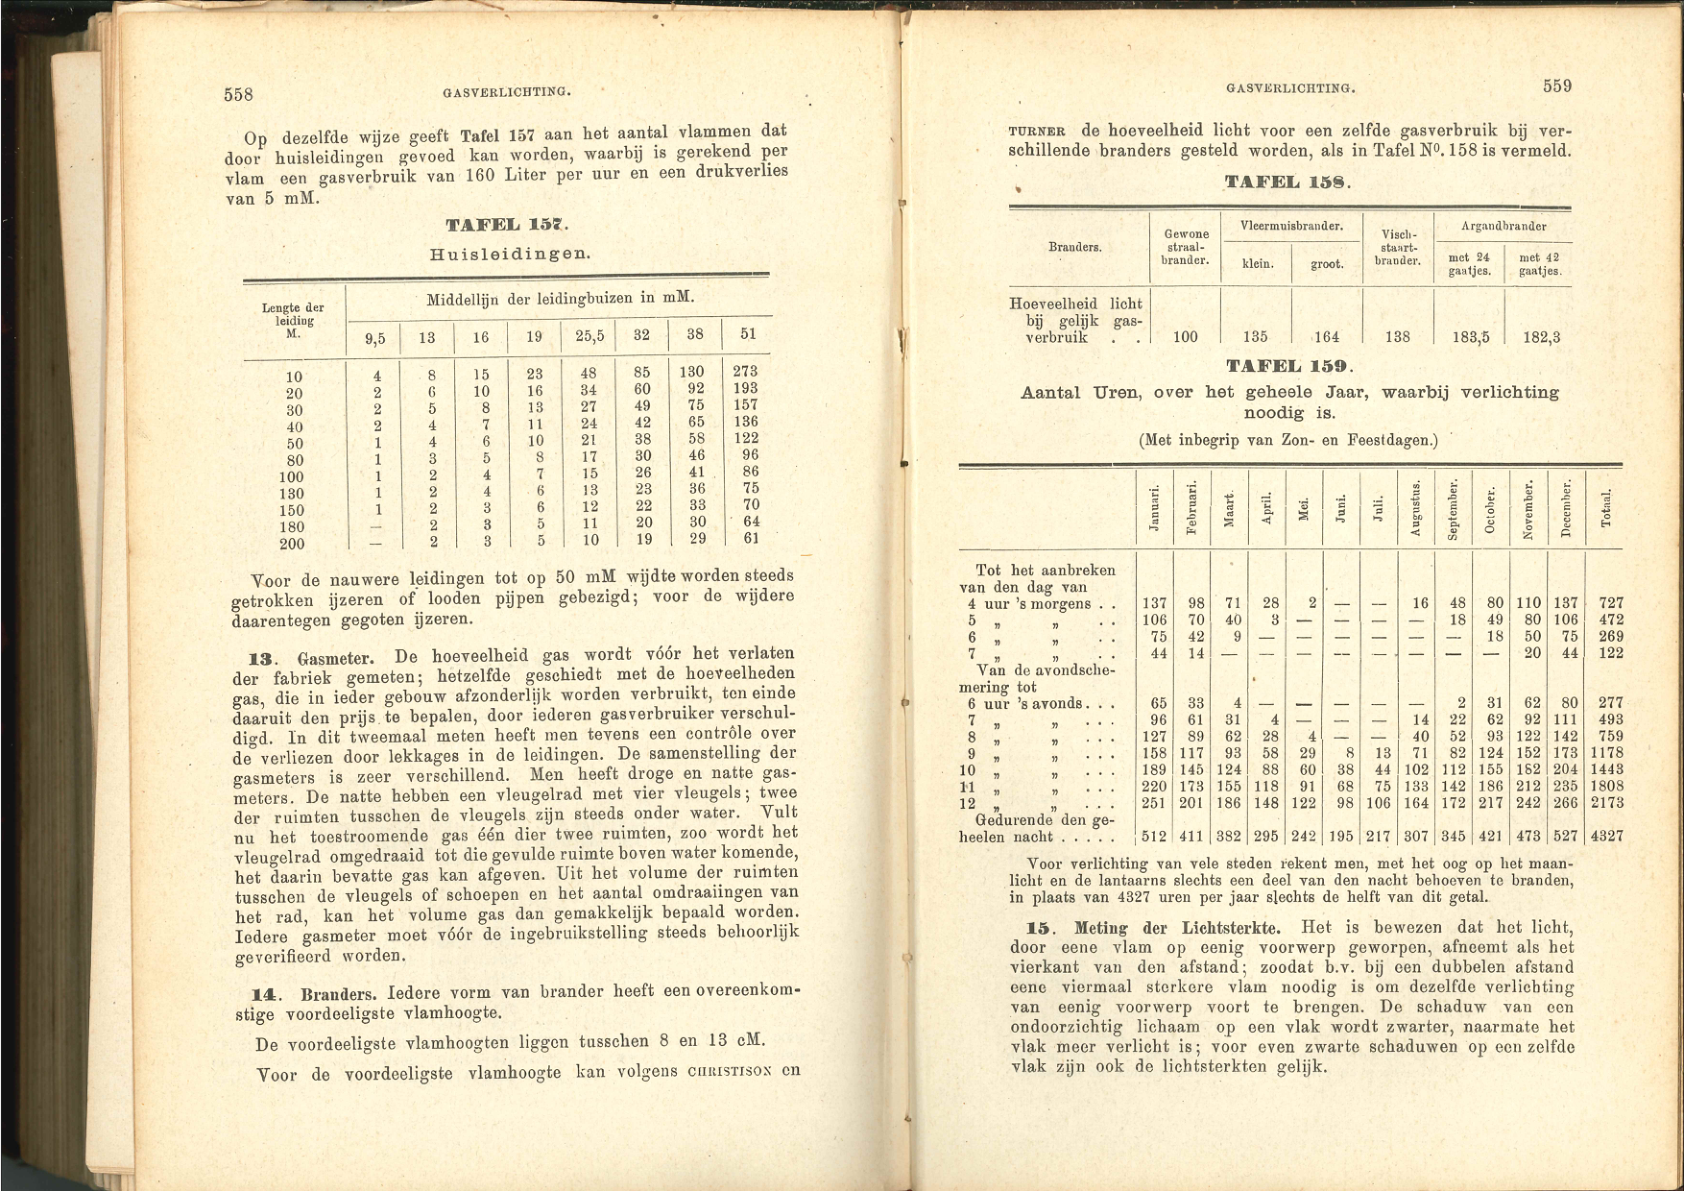 558
GASVERLICHTING.
Op dezelfde wijze geeft Tafel 157 aan het aantal vlammen dat
door huisleidingen gevoed kan worden, waarbij is gerekend per
vlam een gasverbruik van 160 Liter per uur en een drukverlies
van 5 mM.
TAFEL 157.
Huisleidingen.
Lengte der leiding M. Middellijn der leidingbuizen in mM.
9,5 13 16 19 25,5 32 38 51
10 4 8 15 23 48 85 130 273
20 2 6 10 16 34 60 92 193
30 2 5 8 13 27 49 75 157
40 2 4 7 11 24 42 65 136
50 1 4 6 10 21 38 58 122
80 1 3 5 8 17 30 46 96
100 1 2 4 7 15 26 41 86
130 1 2 4 6 13 23 36 75
150 1 2 3 6 12 22 33 70
180 — 2 3 5 11 20 30 64
200 — 2 3 5 10 19 29 61
Voor de nauwere leidingen tot op 50 mM wijdte worden steeds
getrokken ijzeren of looden pijpen gebezigd; voor de wijdere
daarentegen gegoten ijzeren.
13. Gasmeter. De hoeveelheid gas wordt vóór het verlaten
der fabriek gemeten; hetzelfde geschiedt met de hoeveelheden
gas, die in ieder gebouw afzonderlijk worden verbruikt, ten einde
daaruit den prijs te bepalen, door iederen gasverbruiker verschul-
digd. In dit tweemaal meten heeft men tevens een contrôle over
de verliezen door lekkages in de leidingen. De samenstelling der
gasmeters is zeer verschillend. Men heeft droge en natte gas-
meters. De natte hebben een vleugelrad met vier vleugels; twee
der ruimten tusschen de vleugels zijn steeds onder water. Vult
nu het toestroomende gas één dier twee ruimten, zoo wordt het
vleugelrad omgedraaid tot die gevulde ruimte boven water komende,
het daarin bevatte gas kan afgeven. Uit het volume der ruimten
tusschen de vleugels of schoepen en het aantal omdraaiingen van
het rad, kan het volume gas dan gemakkelijk bepaald worden.
Iedere gasmeter moet vóór de ingebruikstelling steeds behoorlijk
geverifieerd worden.
14. Branders. Iedere vorm van brander heeft een overeenkom-
stige voordeeligste vlamhoogte.
De voordeeligste vlamhoogten liggen tusschen 8 en 13 cM.
Voor de voordeeligste vlamhoogte kan volgens CHRISTISON en
GASVERLICHTING.
559
TURNER de hoeveelheid licht voor een zelfde gasverbruik bij ver-
schillende branders gesteld worden, als in Tafel No. 158 is vermeld.
TAFEL 158.
Branders. Gewone straal-brander. Vleermuisbrander. Visch-staart-brander. Argandbrander
klein. groot. met 24 gaatjes. met 42 gaatjes.
Hoeveelheid licht
bij gelijk gas-
verbruik . . 100 135 164 138 183,5 182,3
TAFEL 159.
Aantal Uren, over het geheele Jaar, waarbij verlichting
noodig is.
(Met inbegrip van Zon- en Feestdagen.)
Januari. Februari. Maart. April. Mei. Juni. Juli. Augustus. September. October. November. December. Totaal.
Tot het aanbreken
van den dag van
4 uur 's morgens . . 137 98 71 28 2 — — 16 48 80 110 137 727
5 „ „ . . 106 70 40 3 — — — — 18 49 80 106 472
6 „ „ . . 75 42 9 — — — — — — 18 50 75 269
7 „ „ . . 44 14 — — — — — — — — 20 44 122
Van de avondsche-
mering tot
6 uur 's avonds . . . 65 33 4 — — — — — 2 31 62 80 277
7 „ „ . . . 96 61 31 4 — — — 14 22 62 92 111 493
8 „ „ . . . 127 89 62 28 4 — — 40 52 93 122 142 759
9 „ „ . . . 158 117 93 58 29 8 13 71 82 124 152 173 1178
10 „ „ . . . 189 145 124 88 60 38 44 102 112 155 182 204 1443
11 „ „ . . . 220 173 155 118 91 68 75 133 142 186 212 235 1808
12 „ „ . . . 251 201 186 148 122 98 106 164 172 217 242 266 2173
Gedurende den ge-
heelen nacht . . . . . 512 411 382 295 242 195 217 307 345 421 473 527 4327
Voor verlichting van vele steden rekent men, met het oog op het maan-
licht en de lantaarns slechts een deel van den nacht behoeven te branden,
in plaats van 4327 uren per jaar slechts de helft van dit getal.
15. Meting der Lichtsterkte. Het is bewezen dat het licht,
door eene vlam op eenig voorwerp geworpen, afneemt als het
vierkant van den afstand; zoodat b.v. bij een dubbelen afstand
eene viermaal sterkere vlam noodig is om dezelfde verlichting
van eenig voorwerp voort te brengen. De schaduw van een
ondoorzichtig lichaam op een vlak wordt zwarter, naarmate het
vlak meer verlicht is; voor even zwarte schaduwen op een zelfde
vlak zijn ook de lichtsterkten gelijk.